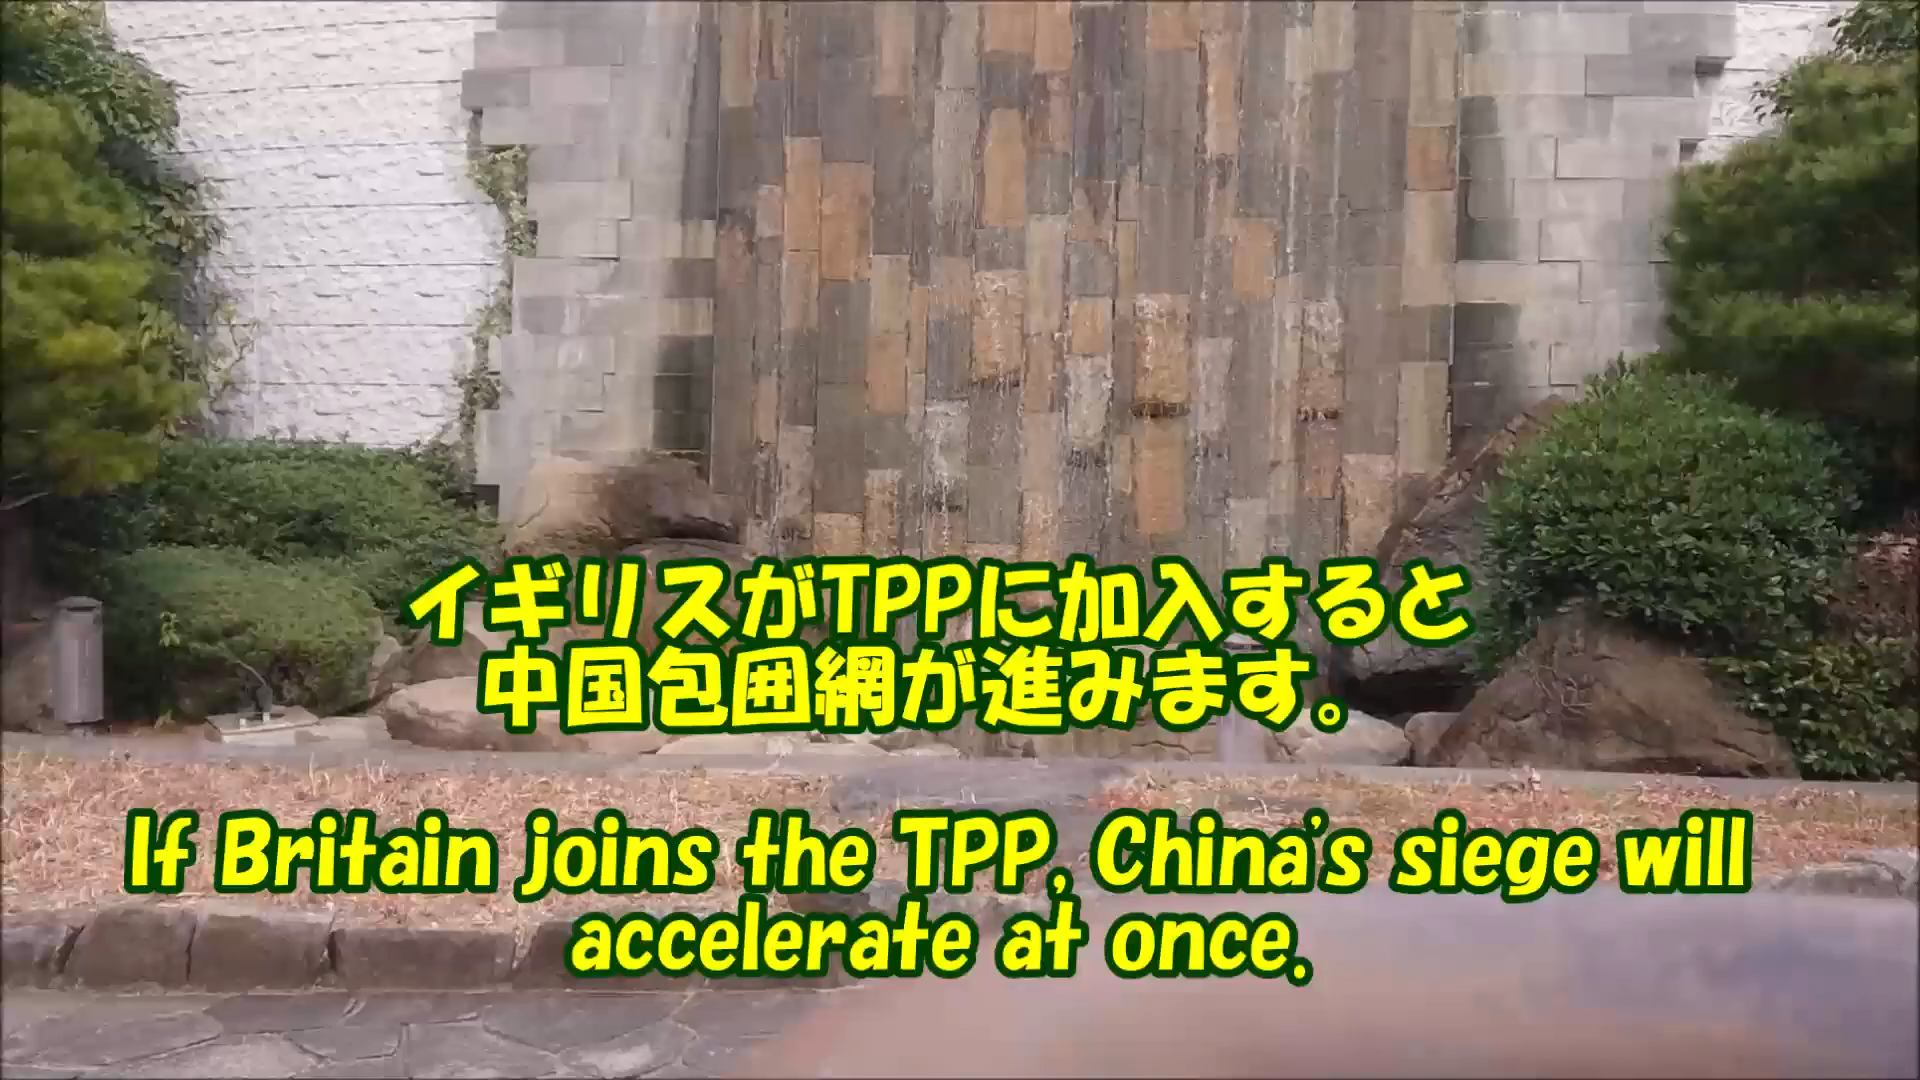 イギリスがTPPに加入すると
中国包囲網が進みます。
If Britain joins the TPP, China's siege will
accelerate at once.